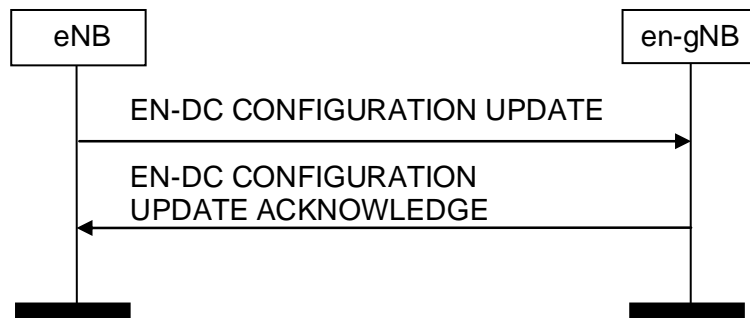 eNB
en-gNB
EN-DC CONFIGURATION UPDATE
EN-DC CONFIGURATION
UPDATE ACKNOWLEDGE